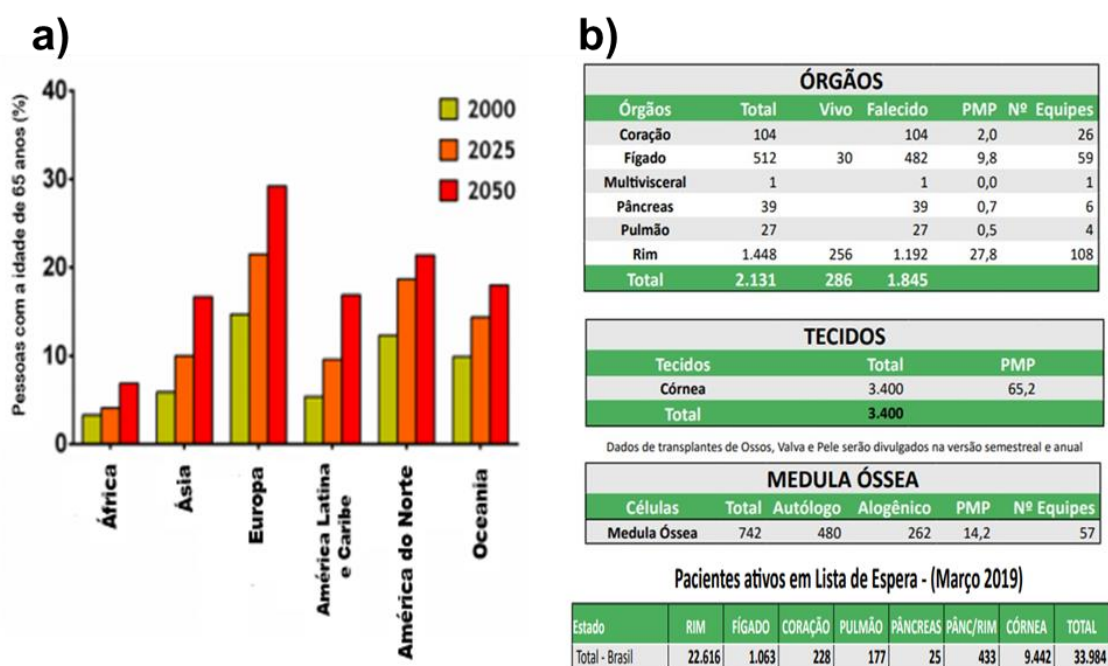 a)
Pessoas com a idade de 65 anos (%)
40
30
20
10
0
2000
2025
2050
África
Ásia
Europa
América Latina
e Caribe
América do Norte
Oceania
b)
ÓRGÃOS
Órgãos Total Vivo Falecido PMP Nº Equipes
Coração 104 104 2,0 26
Fígado 512 30 482 9,8 59
Multivisceral 1 1 0,0 1
Pâncreas 39 39 0,7 6
Pulmão 27 27 0,5 4
Rim 1.448 256 1.192 27,8 108
Total 2.131 286 1.845
TECIDOS
Tecidos Total PMP
Córnea 3.400 65,2
Total 3.400
Dados de transplantes de Ossos, Valva e Pele serão divulgados na versão semestreal e anual
MEDULA ÓSSEA
Células Total Autólogo Alogênico PMP Nº Equipes
Medula Óssea 742 480 262 14,2 57
Pacientes ativos em Lista de Espera - (Março 2019)
Estado RIM FÍGADO CORAÇÃO PULMÃO PÂNCREAS PÂNC/RIM CÓRNEA TOTAL
Total - Brasil 22.616 1.063 228 177 25 433 9.442 33.984